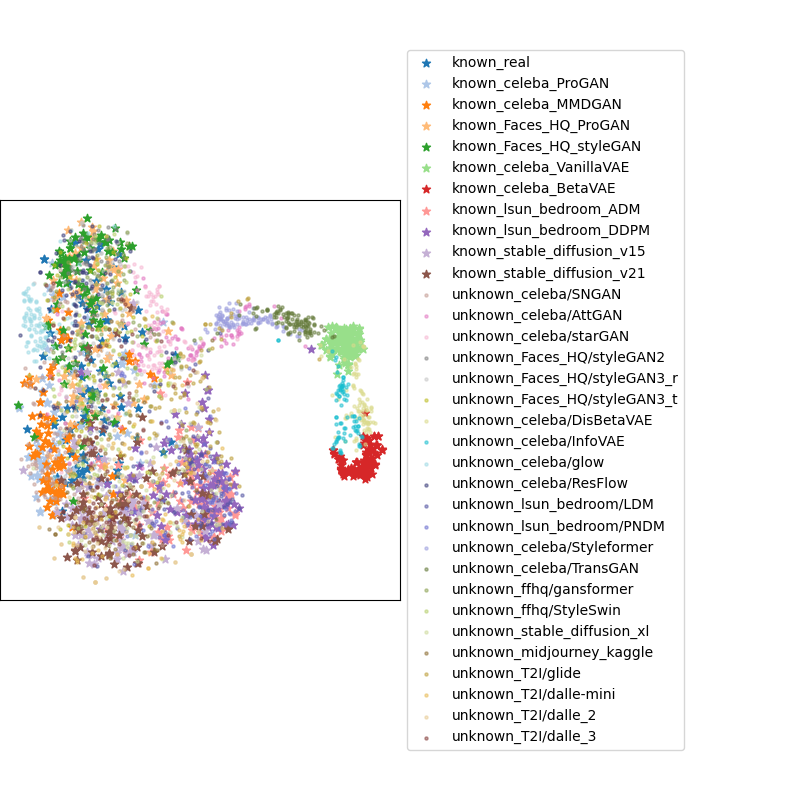 known_real
known_celeba_ProGAN
known_celeba_MMDGAN
known_Faces_HQ_ProGAN
known_Faces_HQ_styleGAN
known_celeba_VanillaVAE
known_celeba_BetaVAE
known_lsun_bedroom_ADM
known_lsun_bedroom_DDPM
known_stable_diffusion_v15
known_stable_diffusion_v21
unknown_celeba/SNGAN
unknown_celeba/AttGAN
unknown_celeba/starGAN
unknown_Faces_HQ/styleGAN2
unknown_Faces_HQ/styleGAN3_r
unknown_Faces_HQ/styleGAN3_t
unknown_celeba/DisBetaVAE
unknown_celeba/InfoVAE
unknown_celeba/glow
unknown_celeba/ResFlow
unknown_lsun_bedroom/LDM
unknown_lsun_bedroom/PNDM
unknown_celeba/Styleformer
unknown_celeba/TransGAN
unknown_ffhq/gansformer
unknown_ffhq/StyleSwin
unknown_stable_diffusion_xl
unknown_midjourney_kaggle
unknown_T2I/glide
unknown_T2I/dalle-mini
unknown_T2I/dalle_2
unknown_T2I/dalle_3